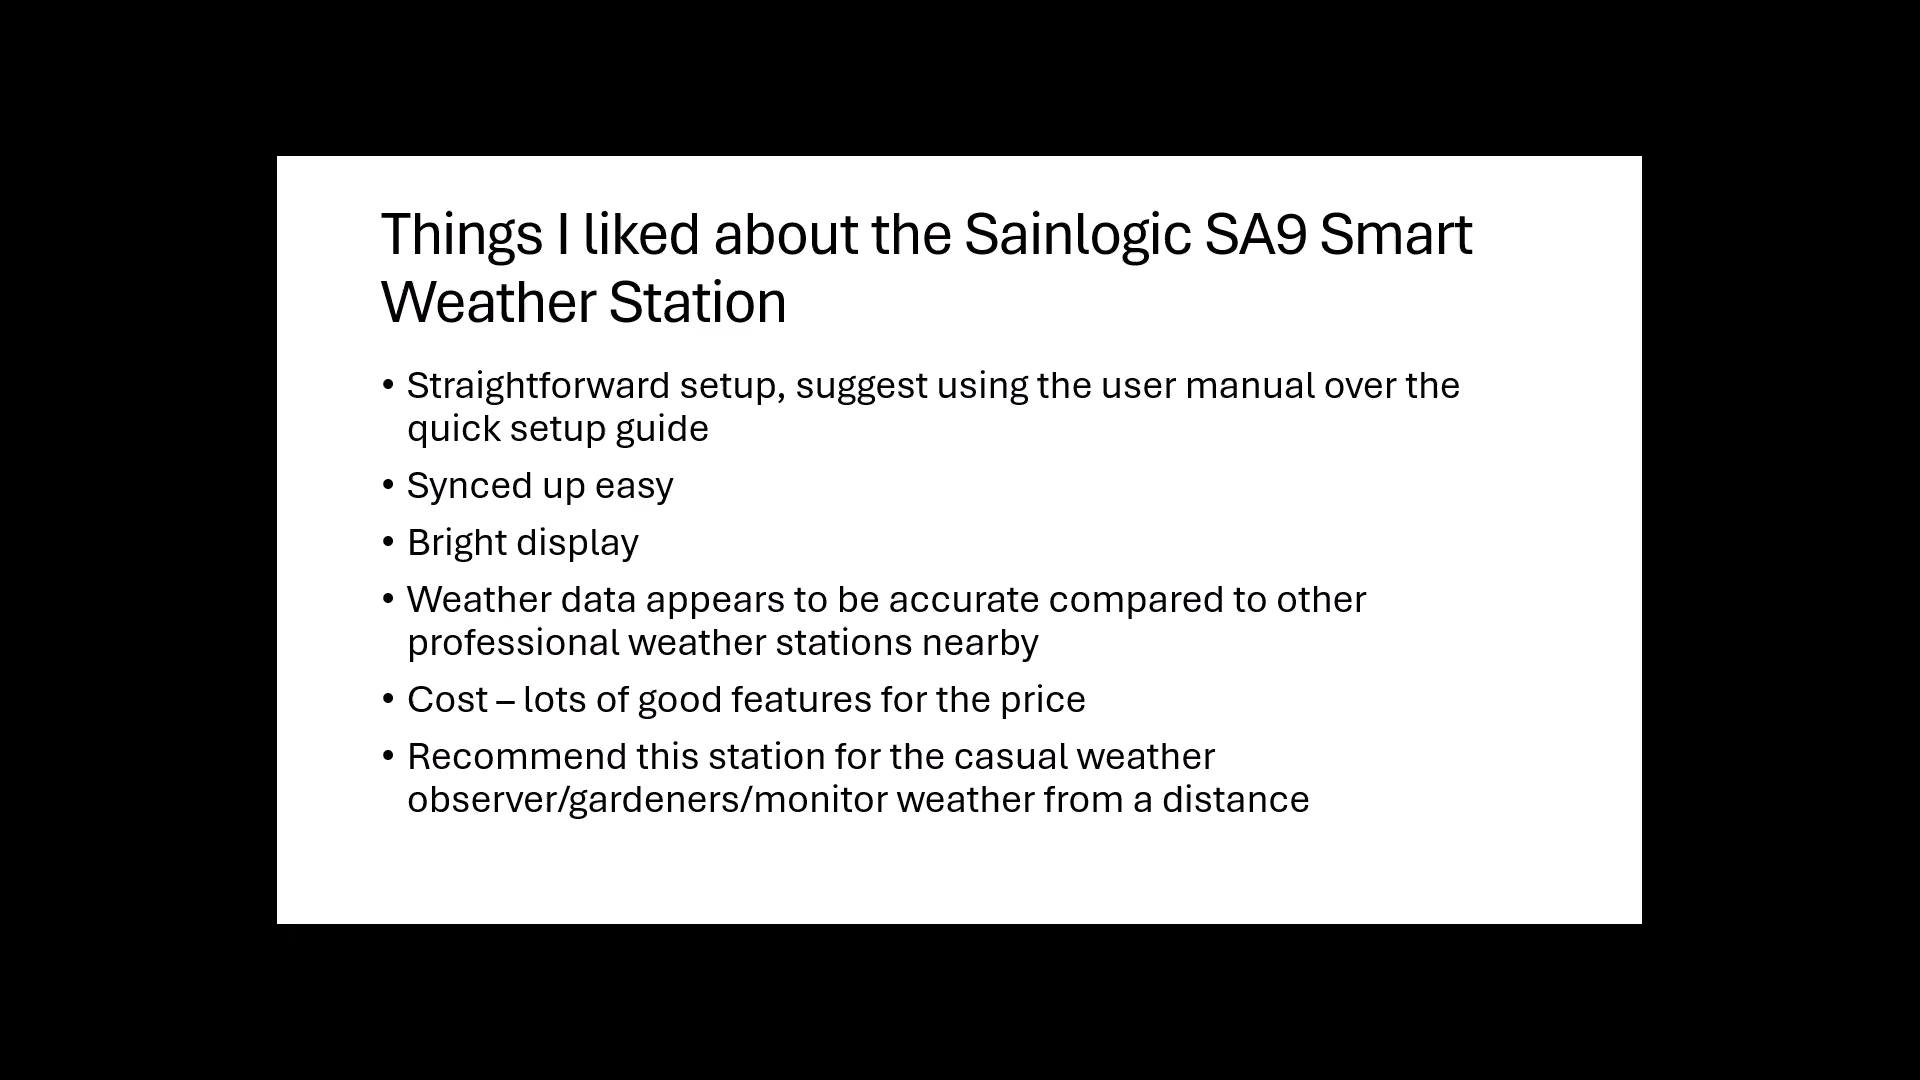 Things I liked about the Sainlogic SA9 Smart
Weather Station
• Straightforward setup, suggest using the user manual over the
quick setup guide
• Synced up easy
• Bright display
• Weather data appears to be accurate compared to other
professional weather stations nearby
• Cost – lots of good features for the price
• Recommend this station for the casual weather
observer/gardeners/monitor weather from a distance